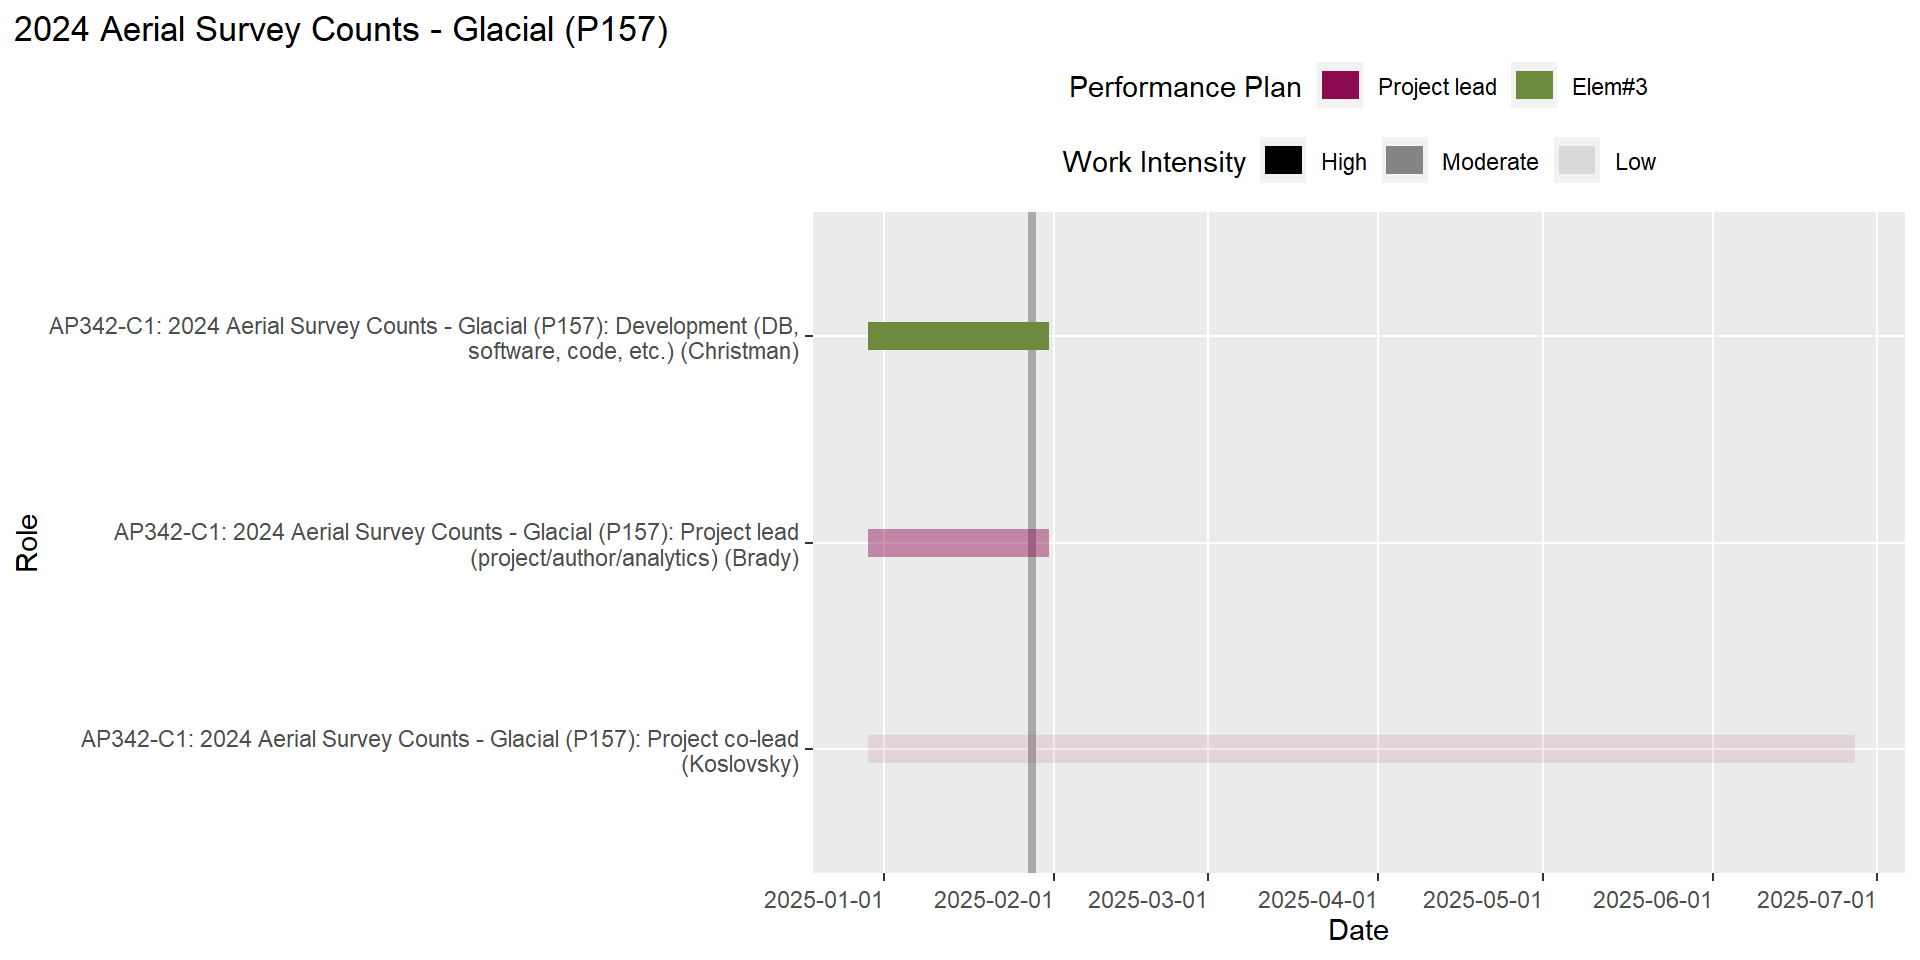 2024 Aerial Survey Counts - Glacial (P157)
Performance Plan Project lead Elem#3
Work Intensity High Moderate Low
AP342-C1: 2024 Aerial Survey Counts - Glacial (P157): Development (DB,
software, code, etc.) (Christman)
AP342-C1: 2024 Aerial Survey Counts - Glacial (P157): Project lead
(project/author/analytics) (Brady)
AP342-C1: 2024 Aerial Survey Counts - Glacial (P157): Project co-lead
(Koslovsky)
Role
2025-01-01 2025-02-01 2025-03-01 2025-04-01 2025-05-01 2025-06-01 2025-07-01
Date